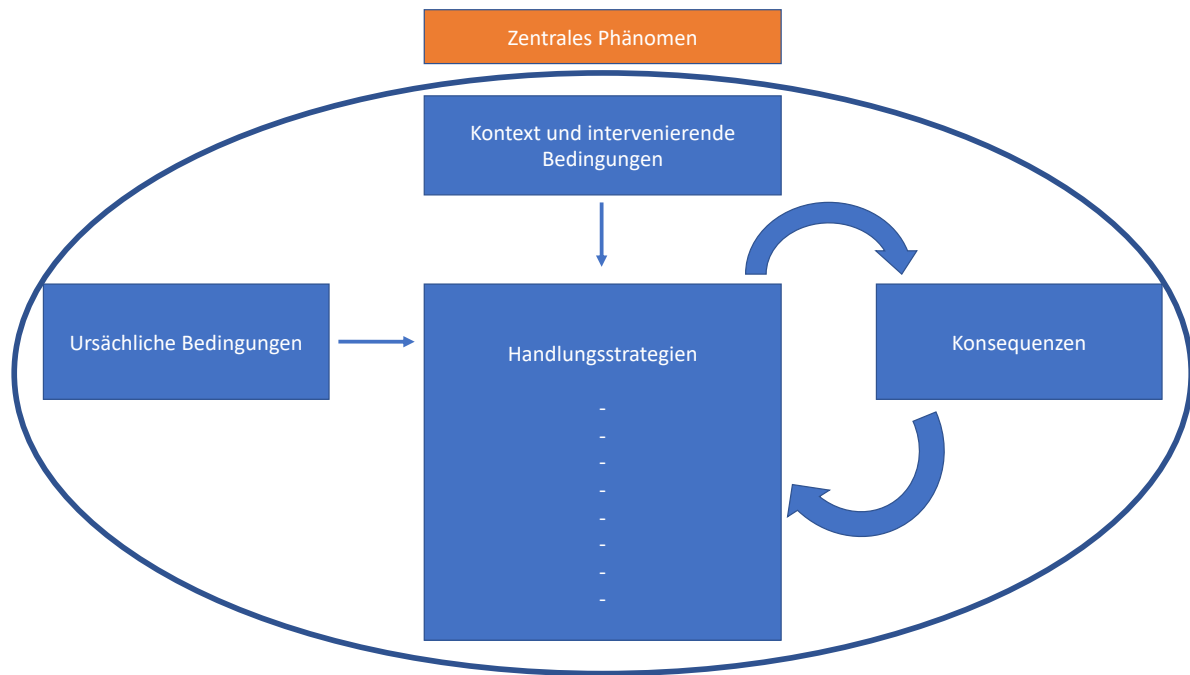 Zentrales Phänomen
Kontext und intervenierende
Bedingungen
Ursächliche Bedingungen
Handlungsstrategien
-
-
-
-
-
-
-
-
Konsequenzen